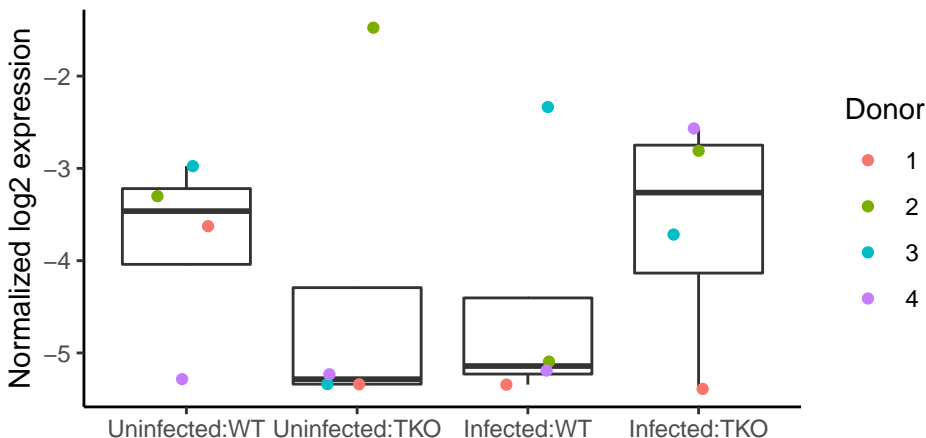 Normalized log2 expression
−2
−3
−4
−5
Uninfected:WT Uninfected:TKO Infected:WT Infected:TKO
Donor
1
2
3
4